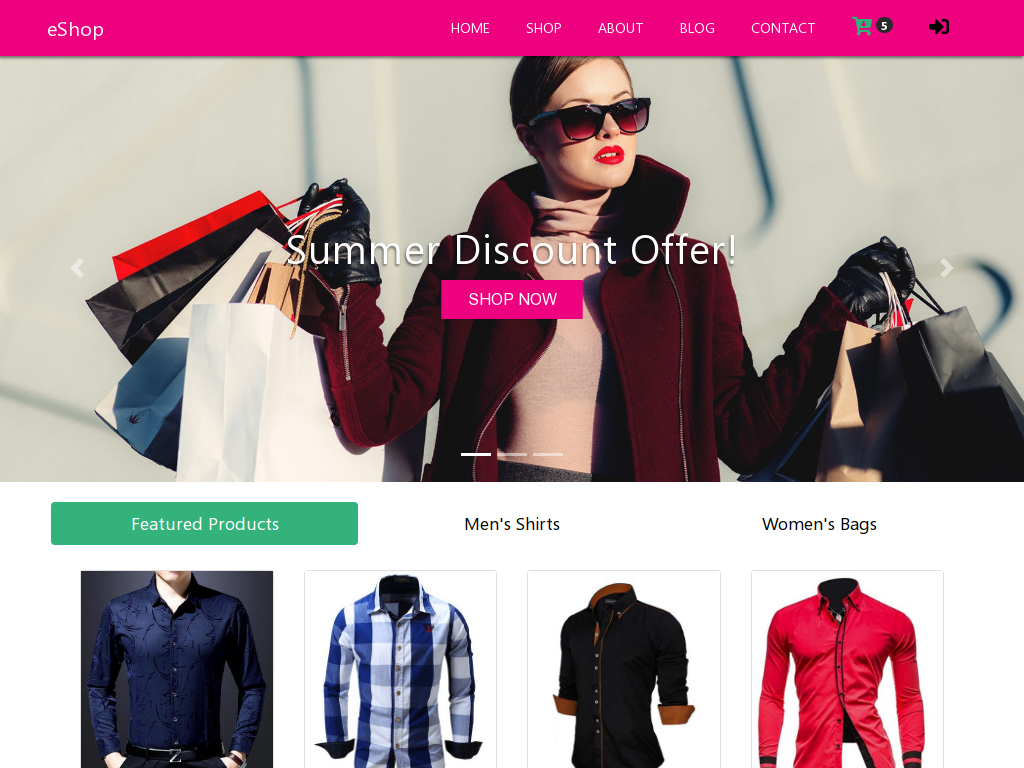 eShop
HOME SHOP ABOUT BLOG CONTACT 5
Summer Discount Offer!
SHOP NOW
Featured Products Men's Shirts Women's Bags